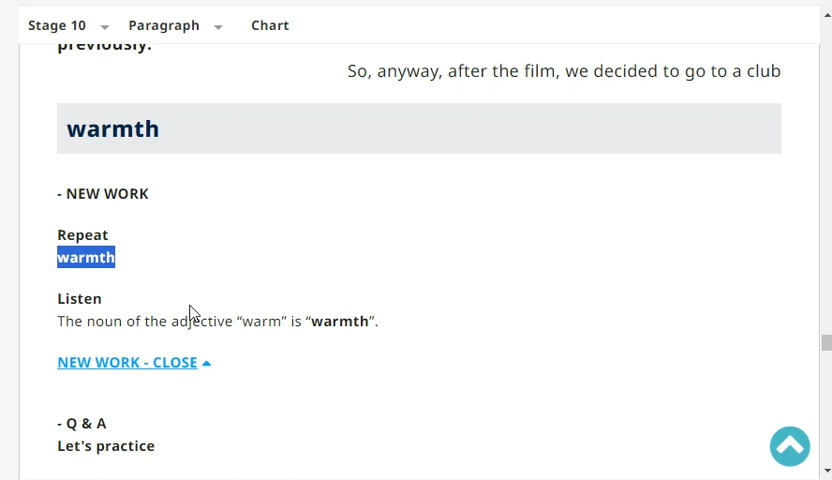 Stage 10 Paragraph Chart
previously.
So, anyway, after the film, we decided to go to a club
warmth
- NEW WORK
Repeat
warmth
Listen
The noun of the adjective “warm” is “warmth”.
NEW WORK - CLOSE
- Q & A
Let's practice